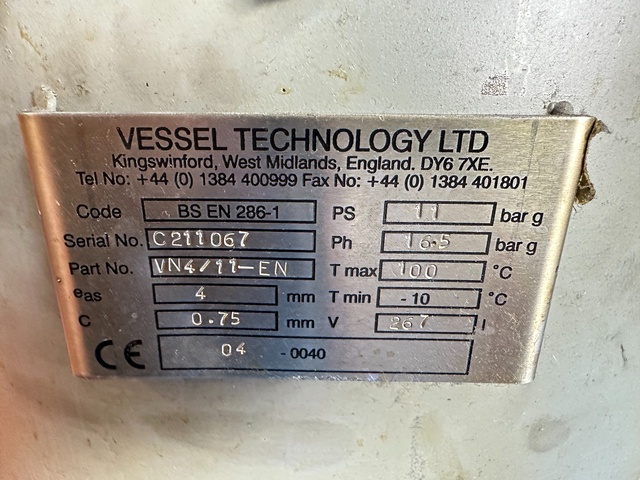 VESSEL TECHNOLOGY LTD
Kingswinford, West Midlands, England. DY6 7XE.
Tel No: +44 (0) 1384 400999 Fax No: +44 (0) 1384 401801
Code BS EN 286-1 PS 11 bar g
Serial No. C211067 Ph 16.5 bar g
Part No. VN4/11-EN T max 100 °C
eas 4 mm T min -10 °C
C 0.75 mm V 267 l
CE 04 - 0040